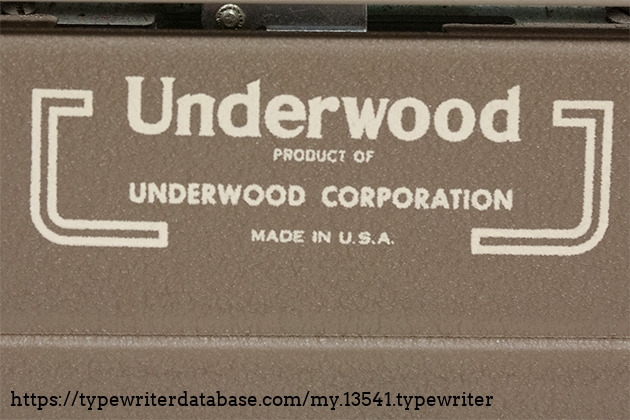 Underwood
PRODUCT OF
UNDERWOOD CORPORATION
MADE IN U.S.A.
https://typewriterdatabase.com/my.13541.typewriter